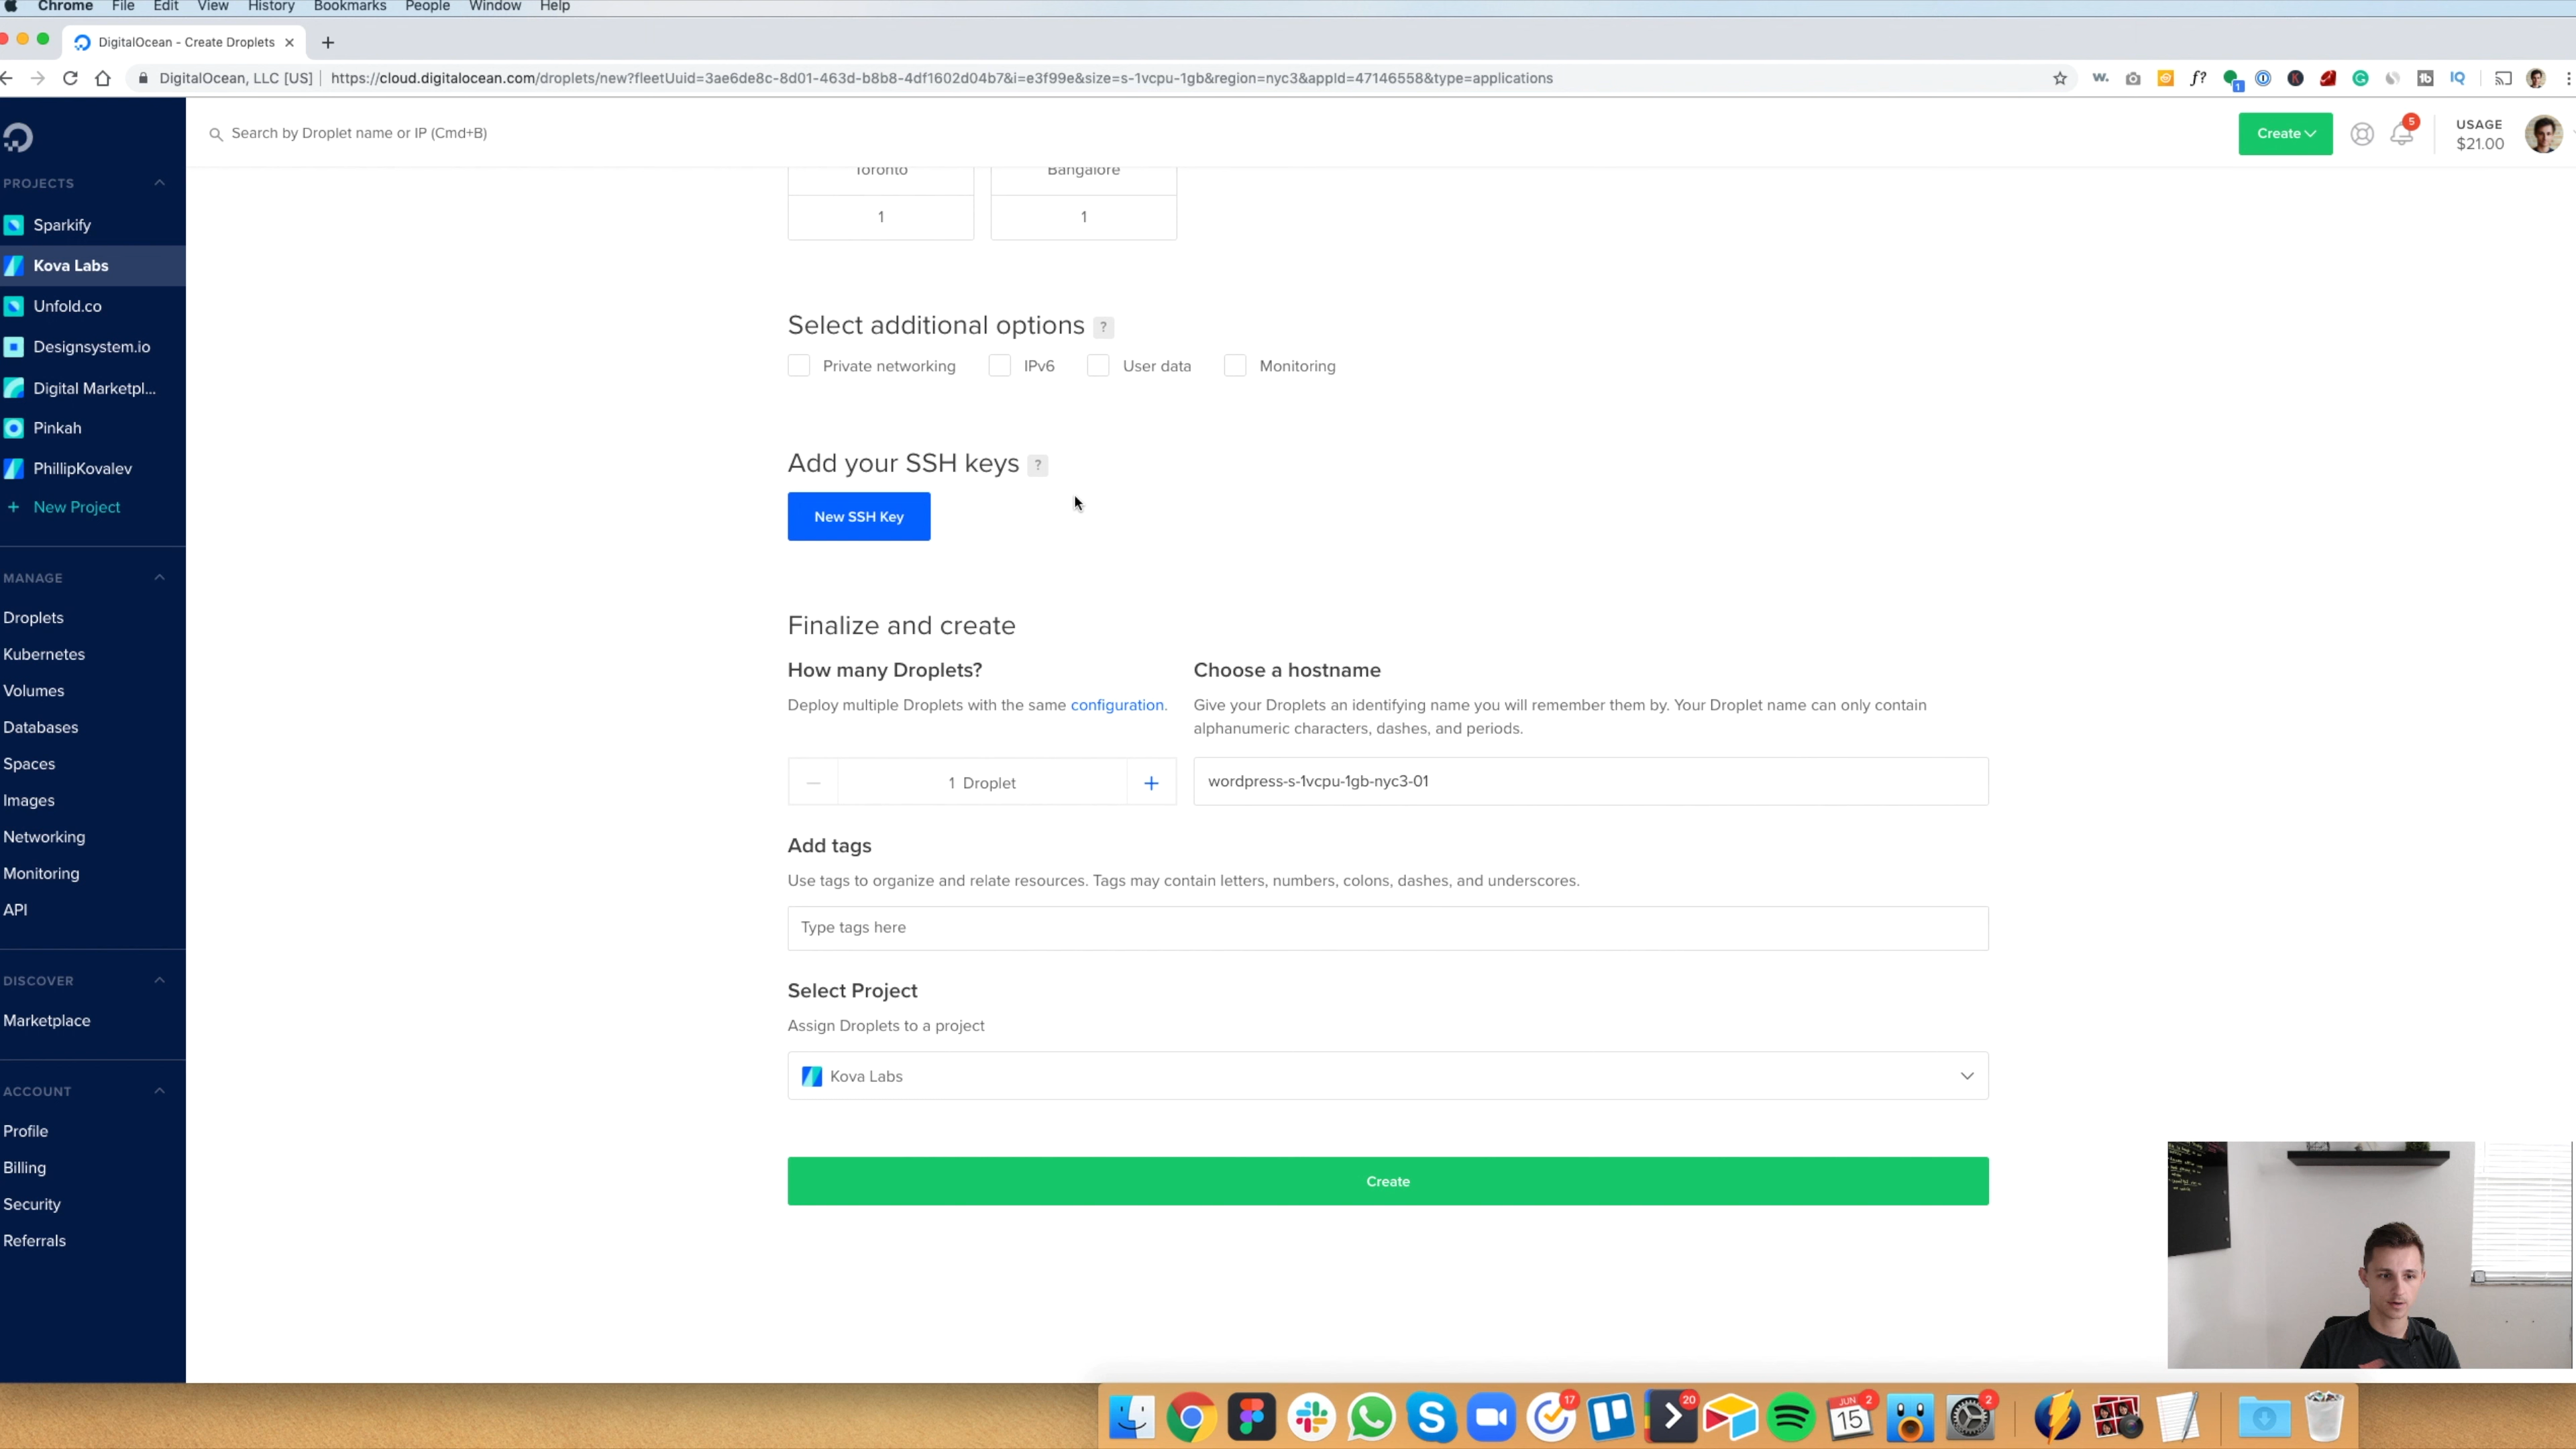 Chrome File Edit View History Bookmarks People Window Help
DigitalOcean - Create Droplets
DigitalOcean, LLC [US] | https://cloud.digitalocean.com/droplets/new?fleetUuid=3ae6de8c-8d01-463d-b8b8-4df1602d04b7&i=e3f99e&size=s-1vcpu-1gb&region=nyc3&appId=47146558&type=applications
Search by Droplet name or IP (Cmd+B)
Create
5
USAGE
$21.00
PROJECTS
Sparkify
Kova Labs
Unfold.co
Designsystem.io
Digital Marketpl...
Pinkah
PhillipKovalev
+ New Project
MANAGE
Droplets
Kubernetes
Volumes
Databases
Spaces
Images
Networking
Monitoring
API
DISCOVER
Marketplace
ACCOUNT
Profile
Billing
Security
Referrals
Toronto Bangalore
1 1
Select additional options ?
Private networking IPv6 User data Monitoring
Add your SSH keys ?
New SSH Key
Finalize and create
How many Droplets?
Deploy multiple Droplets with the same configuration.
1 Droplet
Choose a hostname
Give your Droplets an identifying name you will remember them by. Your Droplet name can only contain
alphanumeric characters, dashes, and periods.
wordpress-s-1vcpu-1gb-nyc3-01
Add tags
Use tags to organize and relate resources. Tags may contain letters, numbers, colons, dashes, and underscores.
Type tags here
Select Project
Assign Droplets to a project
Kova Labs
Create
17
20
JUN 2
15
2